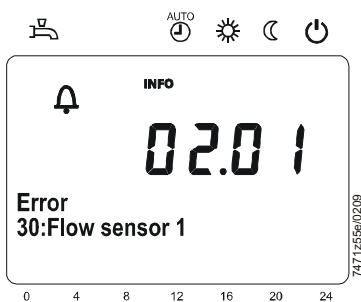 AUTO
INFO
02.01
Error
30:Flow sensor 1
0 4 8 12 16 20 24
7471z55e/0209